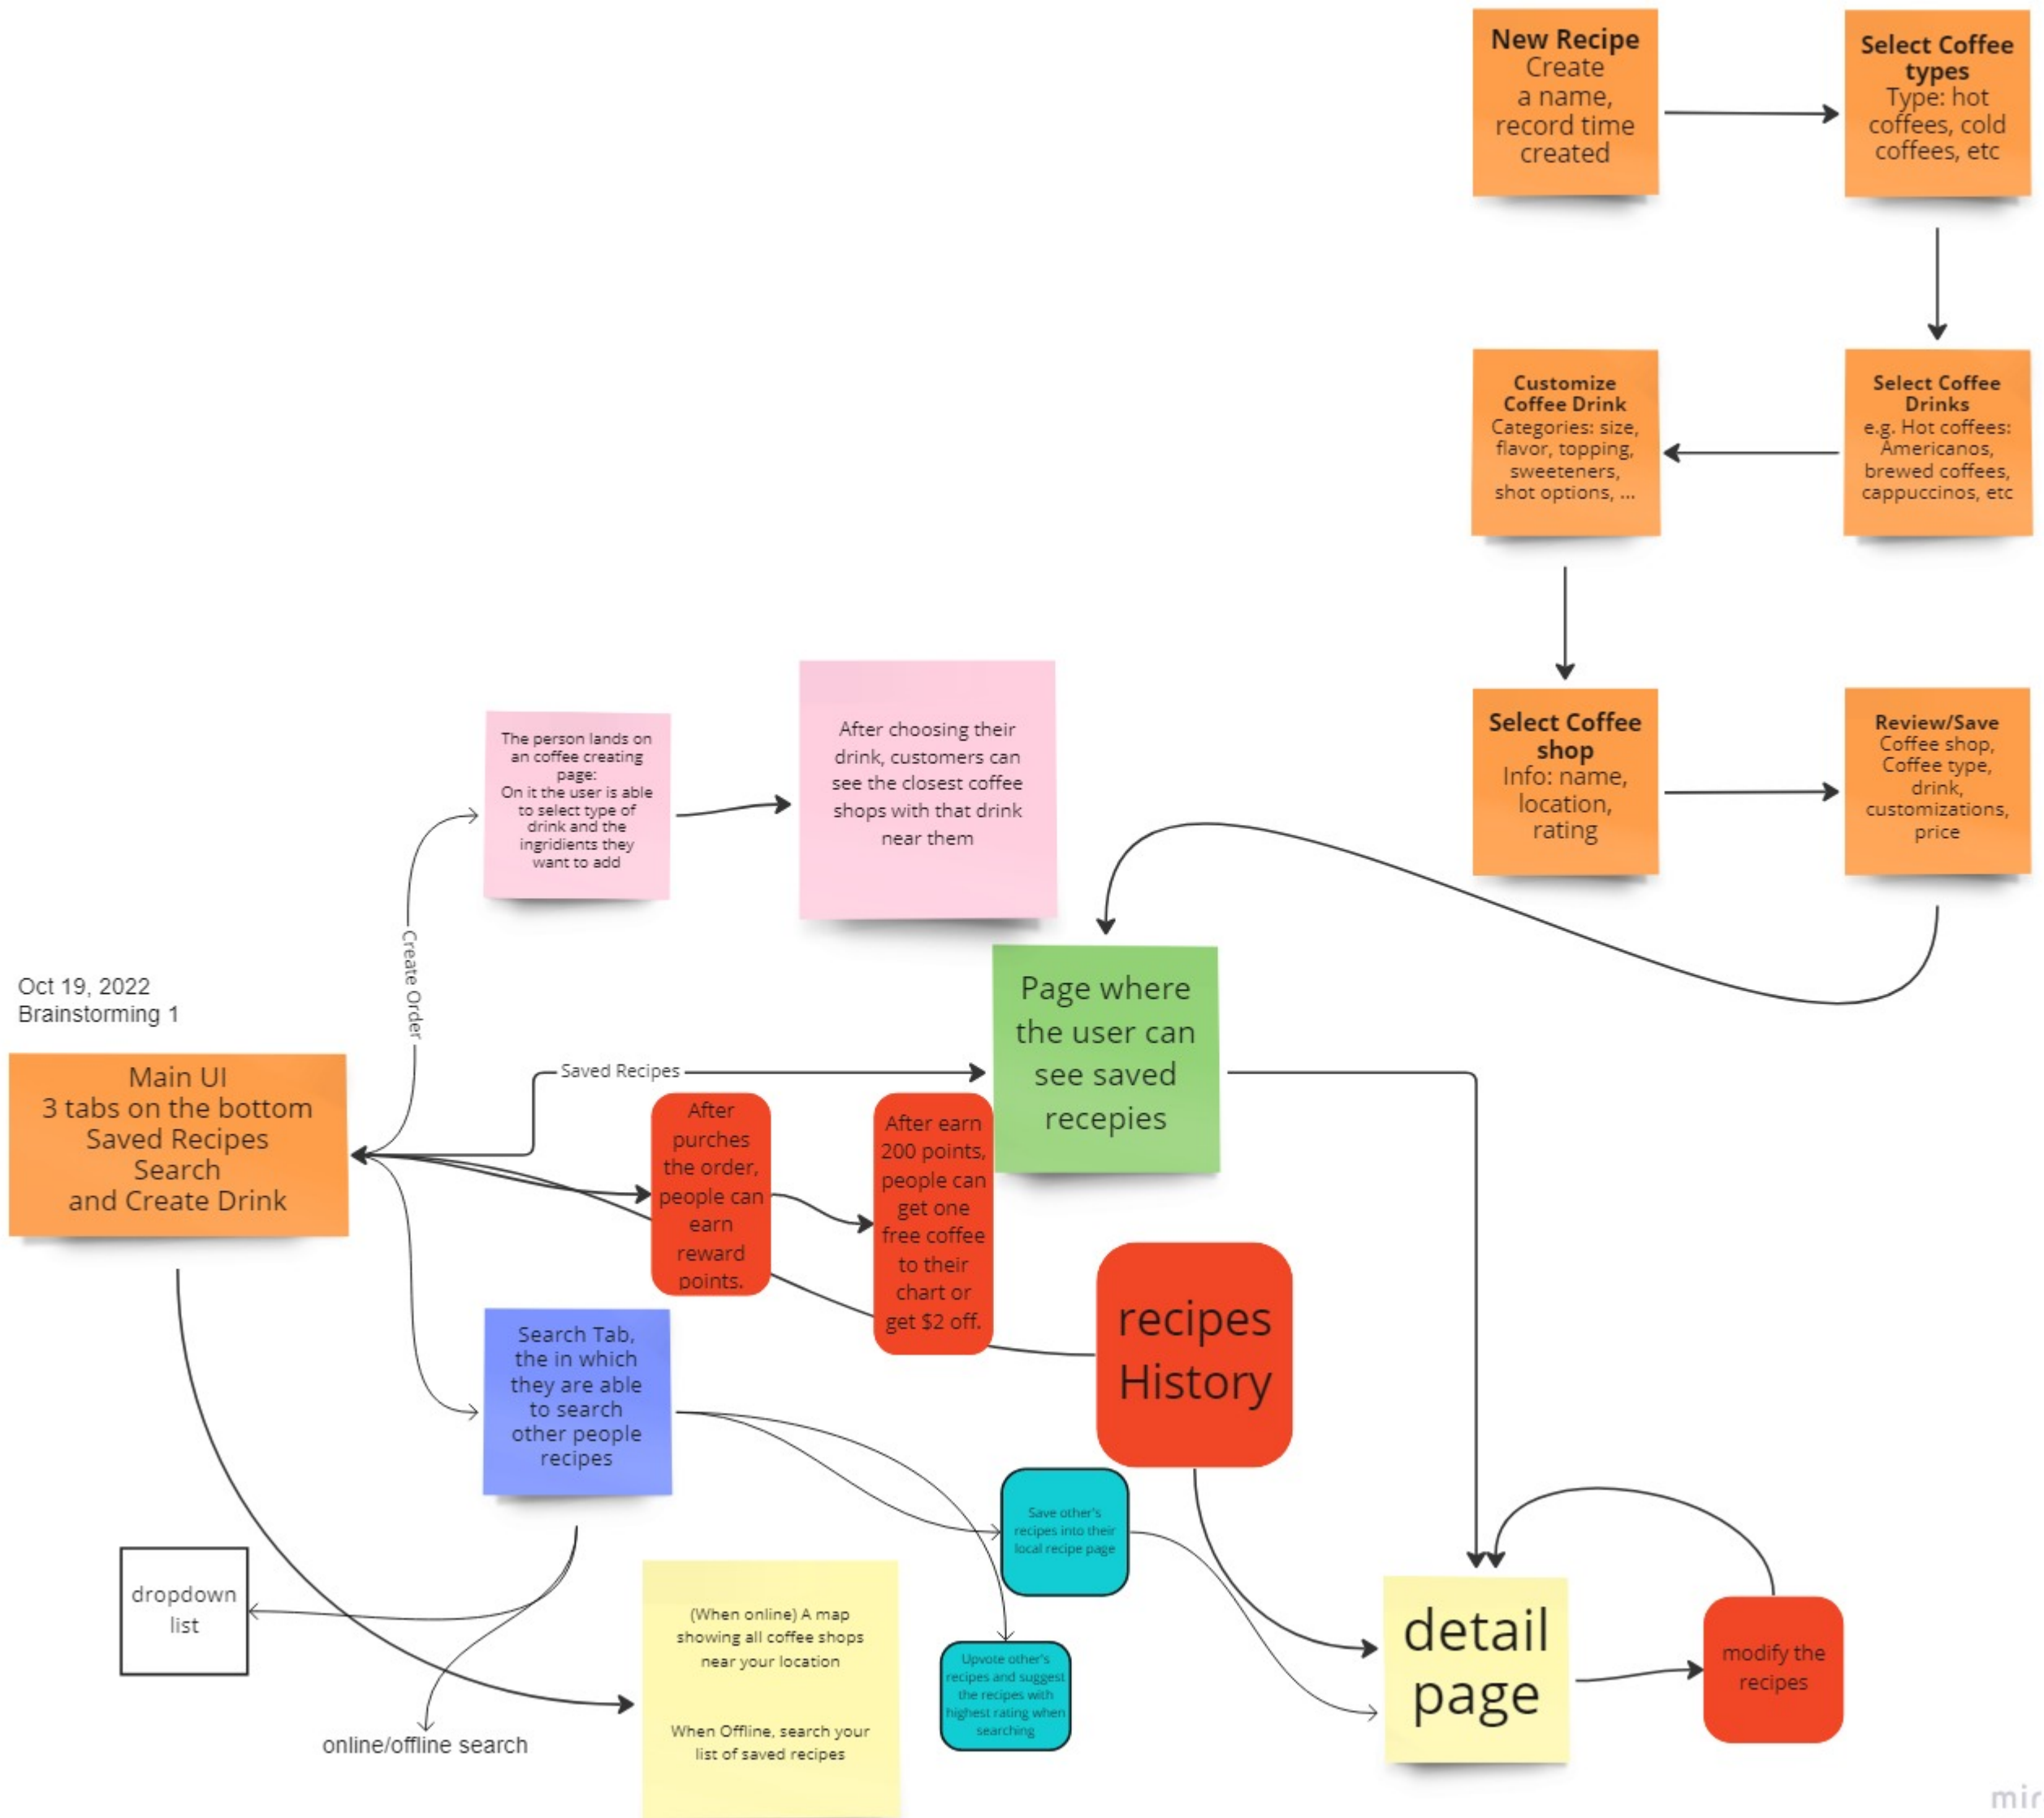 New Recipe
Create
a name,
record time
created
Select Coffee
types
Type: hot
coffees, cold
coffees, etc
Customize
Coffee Drink
Categories: size,
flavor, topping,
sweeteners,
shot options, ...
Select Coffee
Drinks
e.g. Hot coffees:
Americanos,
brewed coffees,
cappuccinos, etc
Select Coffee
shop
Info: name,
location,
rating
Review/Save
Coffee shop,
Coffee type,
drink,
customizations,
price
The person lands on
an coffee creating
page:
On it the user is able
to select type of
drink and the
ingridients they
want to add
After choosing their
drink, customers can
see the closest coffee
shops with that drink
near them
Create Order
Oct 19, 2022
Brainstorming 1
Main UI
3 tabs on the bottom
Saved Recipes
Search
and Create Drink
Saved Recipes
Page where
the user can
see saved
recepies
After
purches
the order,
people can
earn
reward
points.
After earn
200 points,
people can
get one
free coffee
to their
chart or
get $2 off.
recipes
History
Search Tab,
the in which
they are able
to search
other people
recipes
Save other's
recipes into their
local recipe page
dropdown
list
online/offline search
(When online) A map
showing all coffee shops
near your location
When Offline, search your
list of saved recipes
Upvote other's
recipes and suggest
the recipes with
highest rating when
searching
detail
page
modify the
recipes
mir